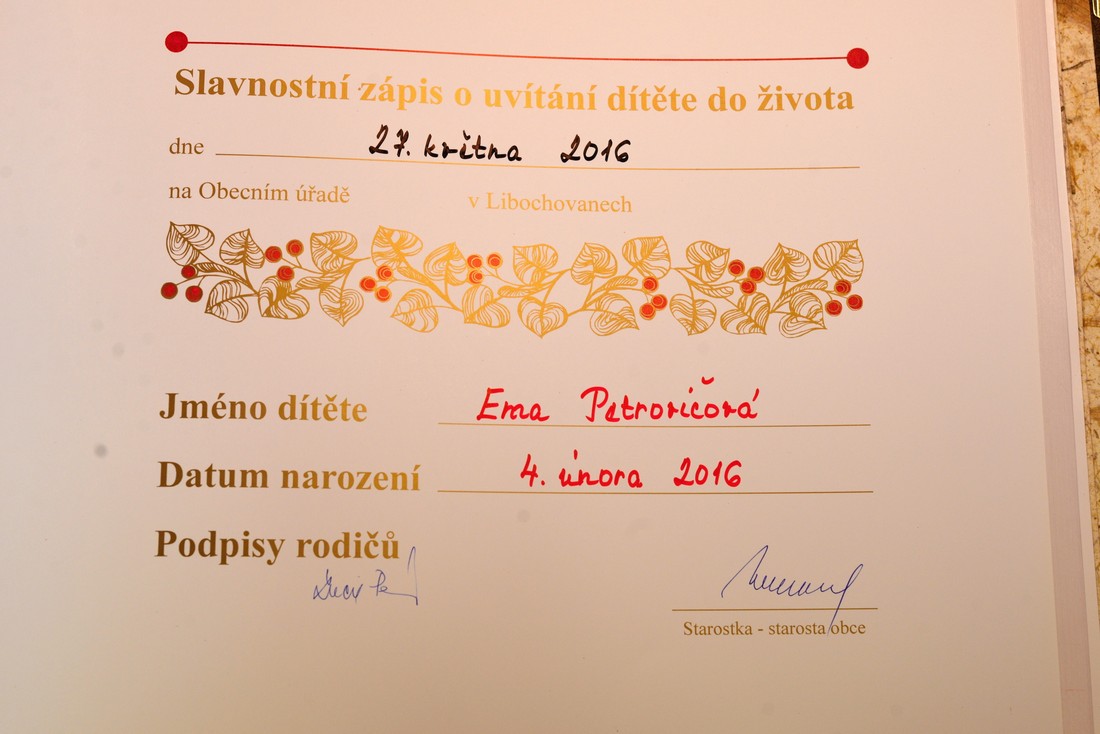 Slavnostní zápis o uvítání dítěte do života
dne 27. května 2016
na Obecním úřadě v Libochovanech
Jméno dítěte Ema Petrovičová
Datum narození 4. února 2016
Podpisy rodičů
Starostka - starosta obce